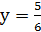 y = 5/6